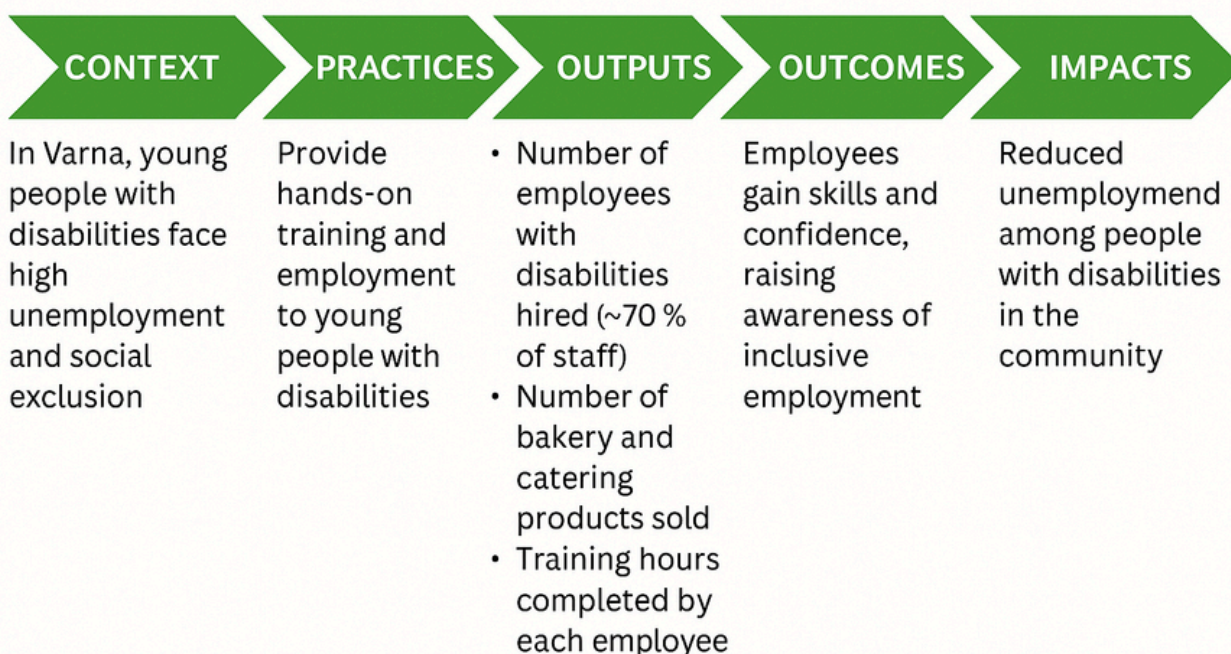 CONTEXT
PRACTICES
OUTPUTS
OUTCOMES
IMPACTS
In Varna, young
people with
disabilities face
high
unemployment
and social
exclusion
Provide
hands-on
training and
employment
to young
people with
disabilities
• Number of
employees
with
disabilities
hired (~70 %
of staff)
• Number of
bakery and
catering
products sold
• Training hours
completed by
each employee
Employees
gain skills and
confidence,
raising
awareness of
inclusive
employment
Reduced
unemploymend
among people
with disabilities
in the
community